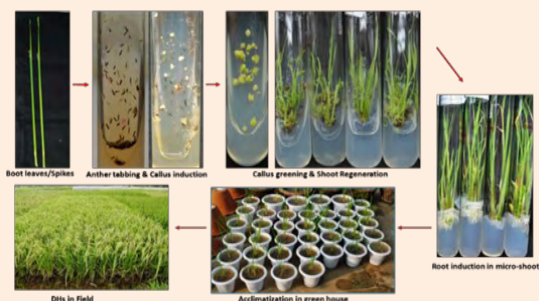 Boot leaves/Spikes
Anther tebbing & Callus induction
Callus greening & Shoot Regeneration
Root induction in micro-shoot
Acclimatization in green house
DHs in Field